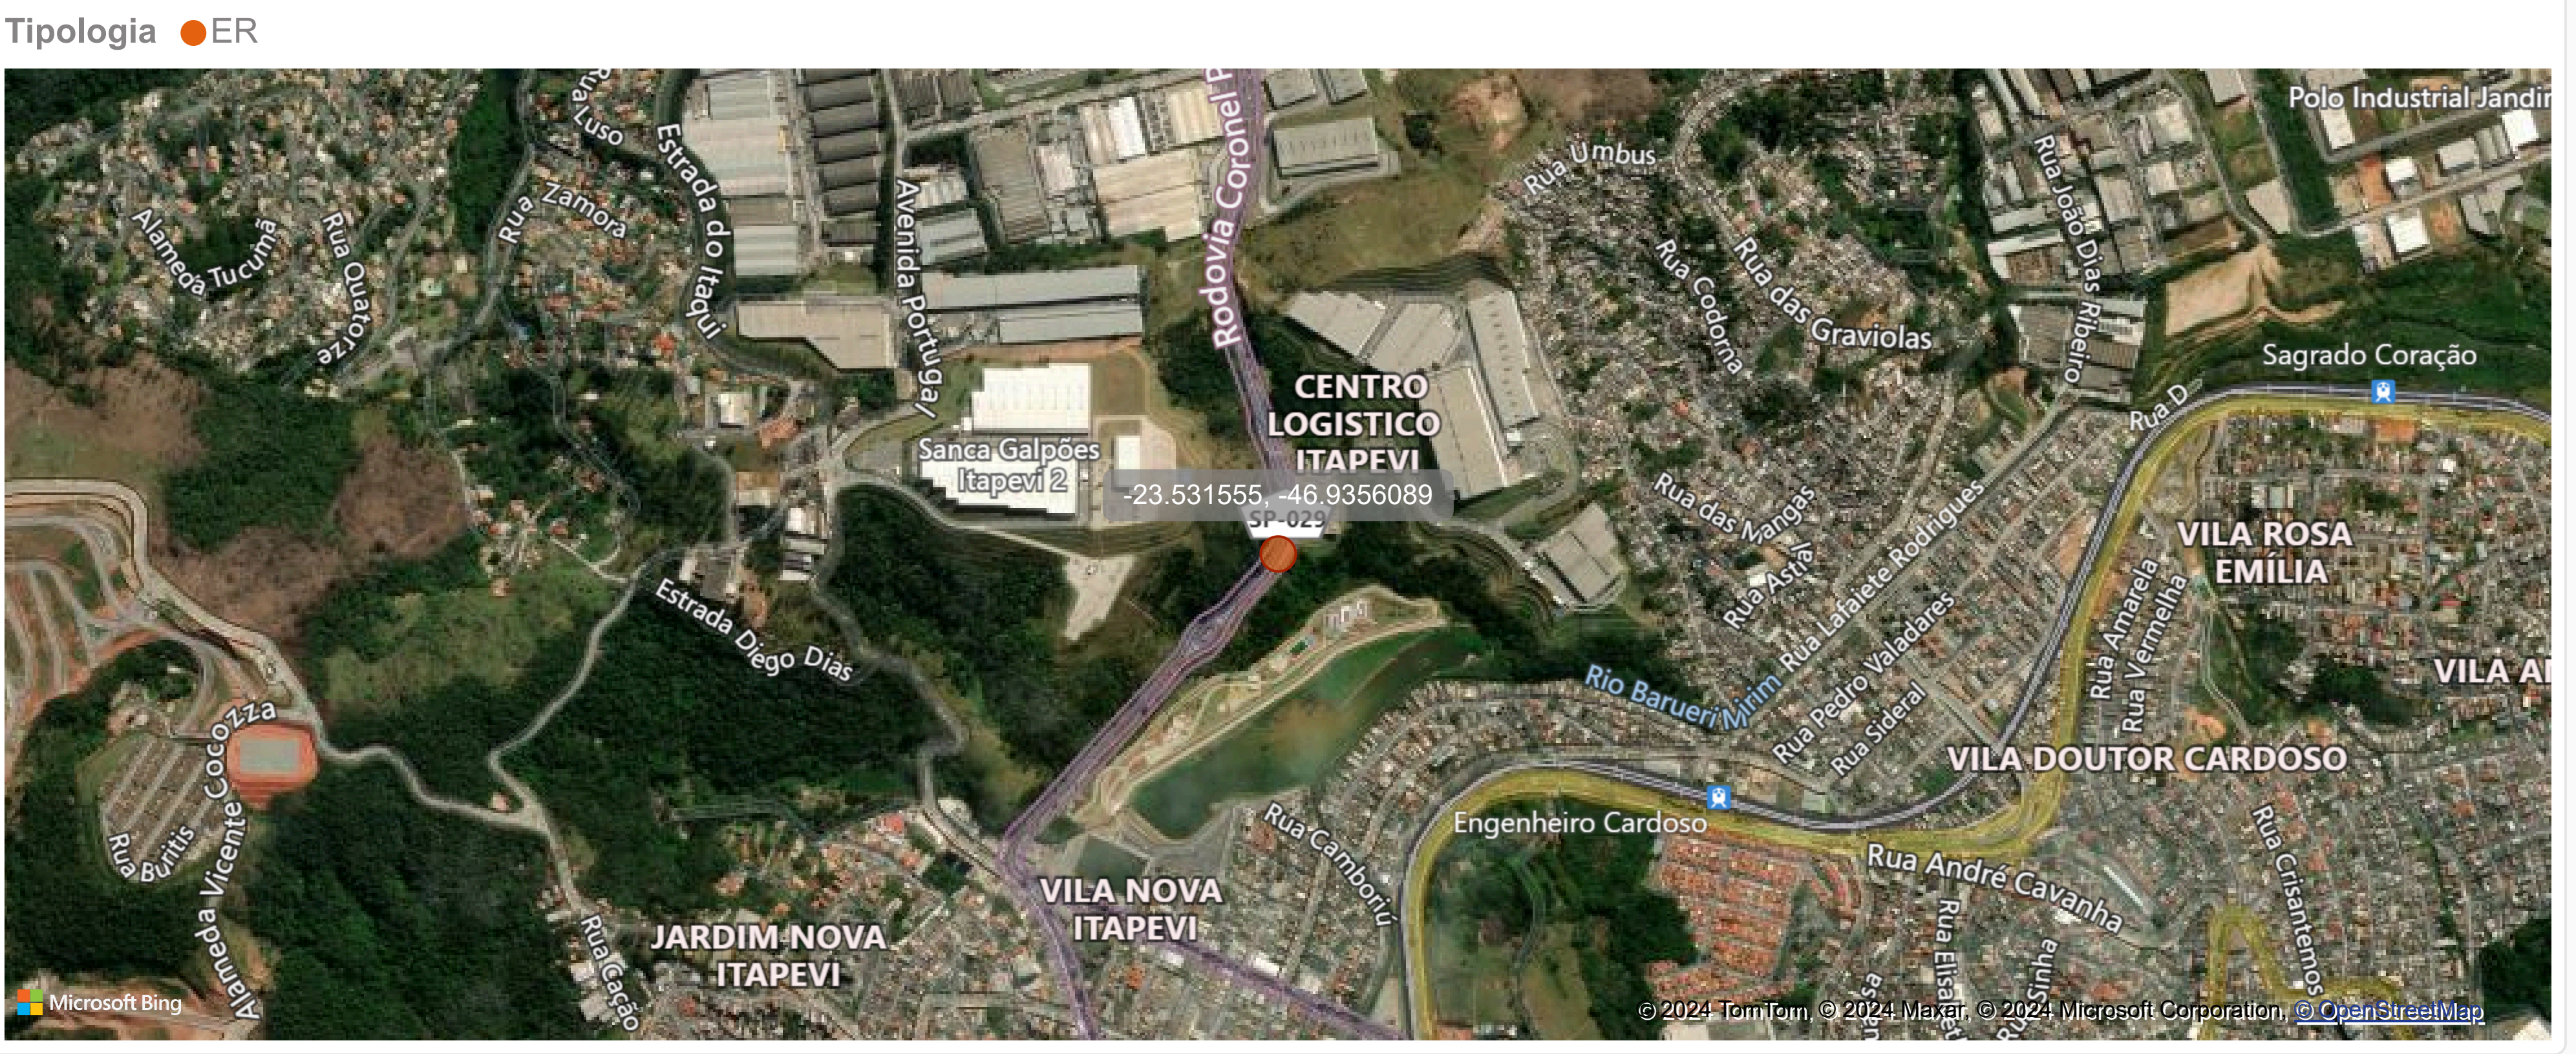 Tipologia ER
Polo Industrial Jandir
Luso
Rua Umbus
Estrada do Itaqui
Rua Zamora
Avenida Portugal
Rodovia Coronel P
Rua João Dias Ribeiro
Alameda Tucumã
Rua Quatorze
Rua Codorna
Rua das Graviolas
Sagrado Coração
CENTRO
LOGISTICO
ITAPEVI
Rua D
Sanca Galpões
Itapevi 2
-23.531555, -46.9356089
SP-029
Rua das Mangas
Rua Lafaiete Rodrigues
VILA ROSA
EMÍLIA
Rua Amarela
Rua Vermelha
Estrada Diego Dias
Rio Barueri Mirim
Rua Pedro Valadares
Rua Sideral
VILA AI
Alameda Vicente Cocozza
VILA DOUTOR CARDOSO
Rua Buritis
Rua Camboriú
Engenheiro Cardoso
Rua André Cavanha
Rua Crisantemos
VILA NOVA
ITAPEVI
JARDIM NOVA
ITAPEVI
Rua Cação
Microsoft Bing
© 2024 TomTom, © 2024 Maxar, © 2024 Microsoft Corporation, © OpenStreetMap